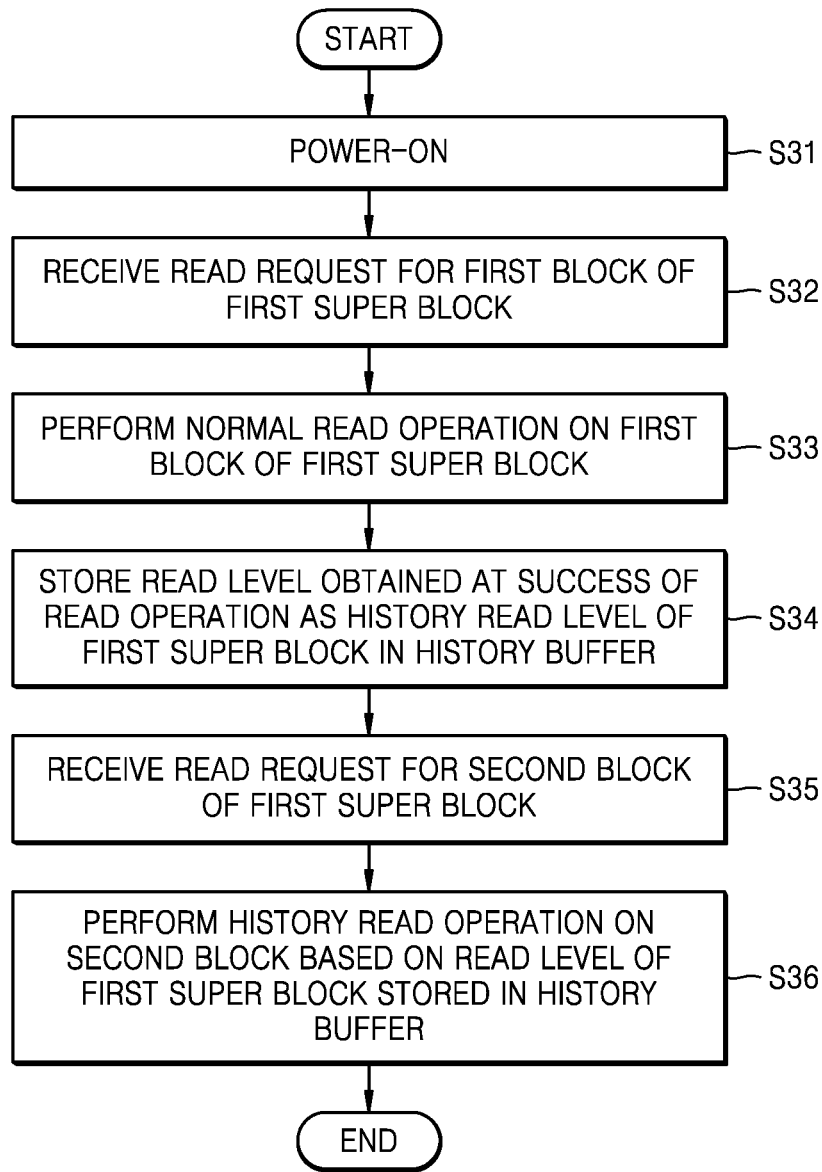 START
POWER-ON
S31
RECEIVE READ REQUEST FOR FIRST BLOCK OF
FIRST SUPER BLOCK
S32
PERFORM NORMAL READ OPERATION ON FIRST
BLOCK OF FIRST SUPER BLOCK
S33
STORE READ LEVEL OBTAINED AT SUCCESS OF
READ OPERATION AS HISTORY READ LEVEL OF
FIRST SUPER BLOCK IN HISTORY BUFFER
S34
RECEIVE READ REQUEST FOR SECOND BLOCK
OF FIRST SUPER BLOCK
S35
PERFORM HISTORY READ OPERATION ON
SECOND BLOCK BASED ON READ LEVEL OF
FIRST SUPER BLOCK STORED IN HISTORY
BUFFER
S36
END